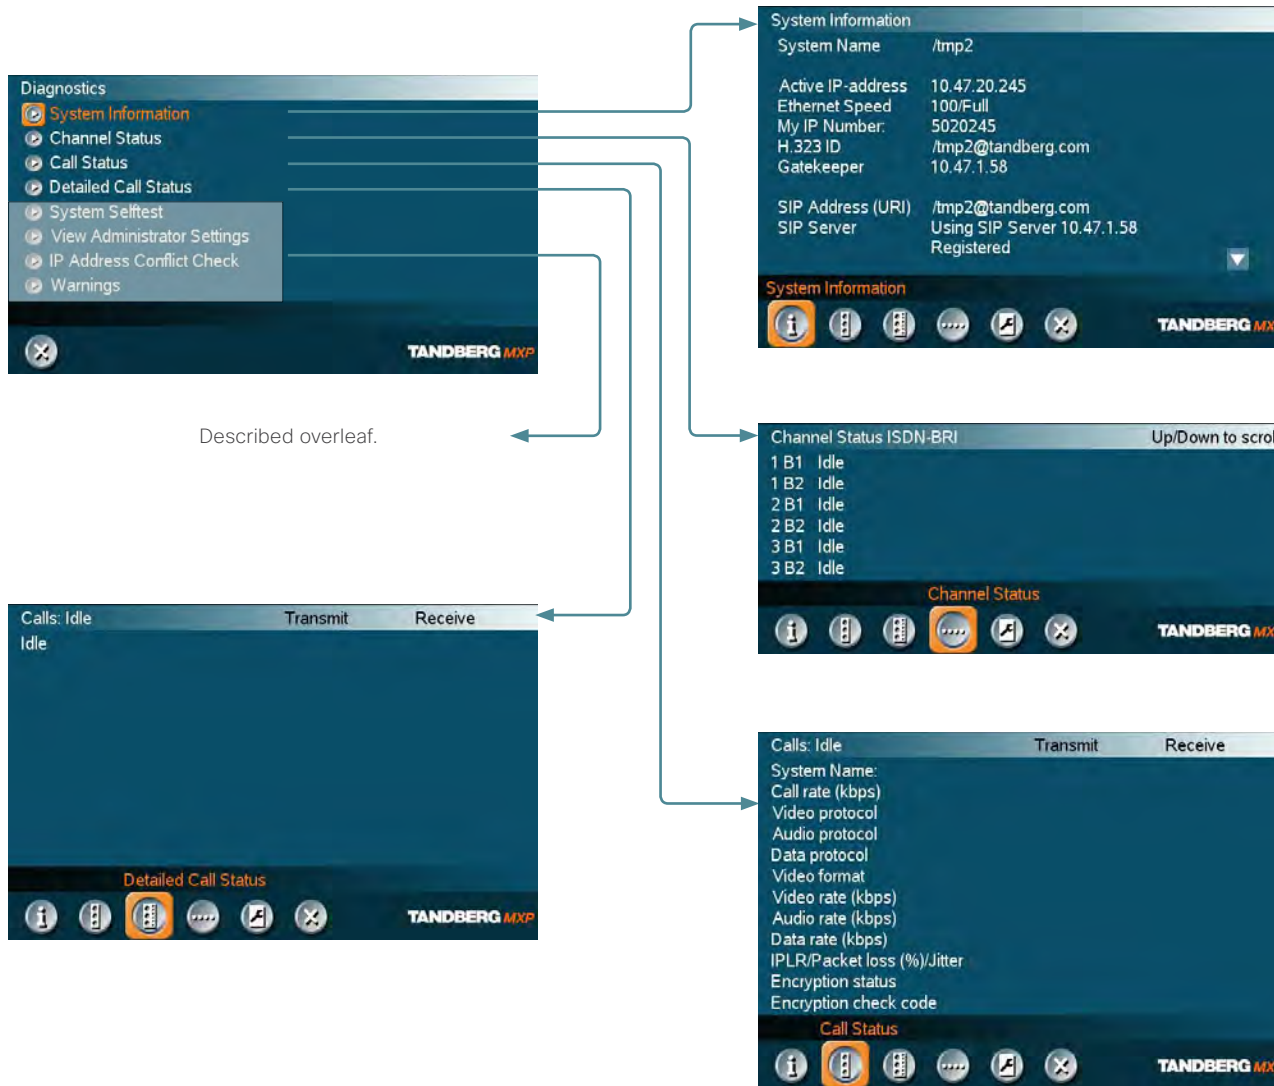 Diagnostics
System Information
Channel Status
Call Status
Detailed Call Status
System Selftest
View Administrator Settings
IP Address Conflict Check
Warnings
TANDBERG MXP
Described overleaf.
Calls: Idle Transmit Receive
Idle
Detailed Call Status
TANDBERG MXP
System Information
System Name /tmp2
Active IP-address 10.47.20.245
Ethernet Speed 100/Full
My IP Number: 5020245
H.323 ID /tmp2@tandberg.com
Gatekeeper 10.47.1.58
SIP Address (URI) /tmp2@tandberg.com
SIP Server Using SIP Server 10.47.1.58
Registered
System Information
TANDBERG MX
Channel Status ISDN-BRI Up/Down to scrol
1 B1 Idle
1 B2 Idle
2 B1 Idle
2 B2 Idle
3 B1 Idle
3 B2 Idle
Channel Status
TANDBERG MX
Calls: Idle Transmit Receive
System Name:
Call rate (kbps)
Video protocol
Audio protocol
Data protocol
Video format
Video rate (kbps)
Audio rate (kbps)
Data rate (kbps)
IPLR/Packet loss (%)/Jitter
Encryption status
Encryption check code
Call Status
TANDBERG MX